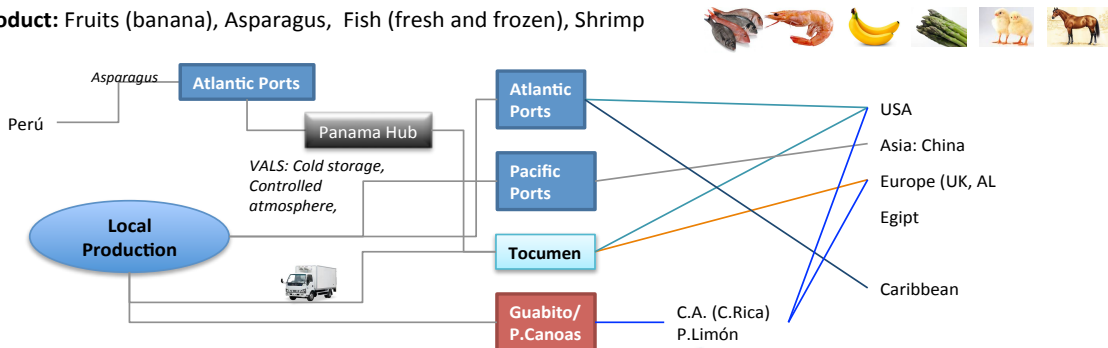 oduct: Fruits (banana), Asparagus, Fish (fresh and frozen), Shrimp
Asparagus
Atlantic Ports
Perú
Panama Hub
VALS: Cold storage,
Controlled
atmosphere,
Local
Production
Atlantic
Ports
Pacific
Ports
Tocumen
Guabito/
P.Canoas
C.A. (C.Rica)
P.Limón
USA
Asia: China
Europe (UK, AL
Egipt
Caribbean